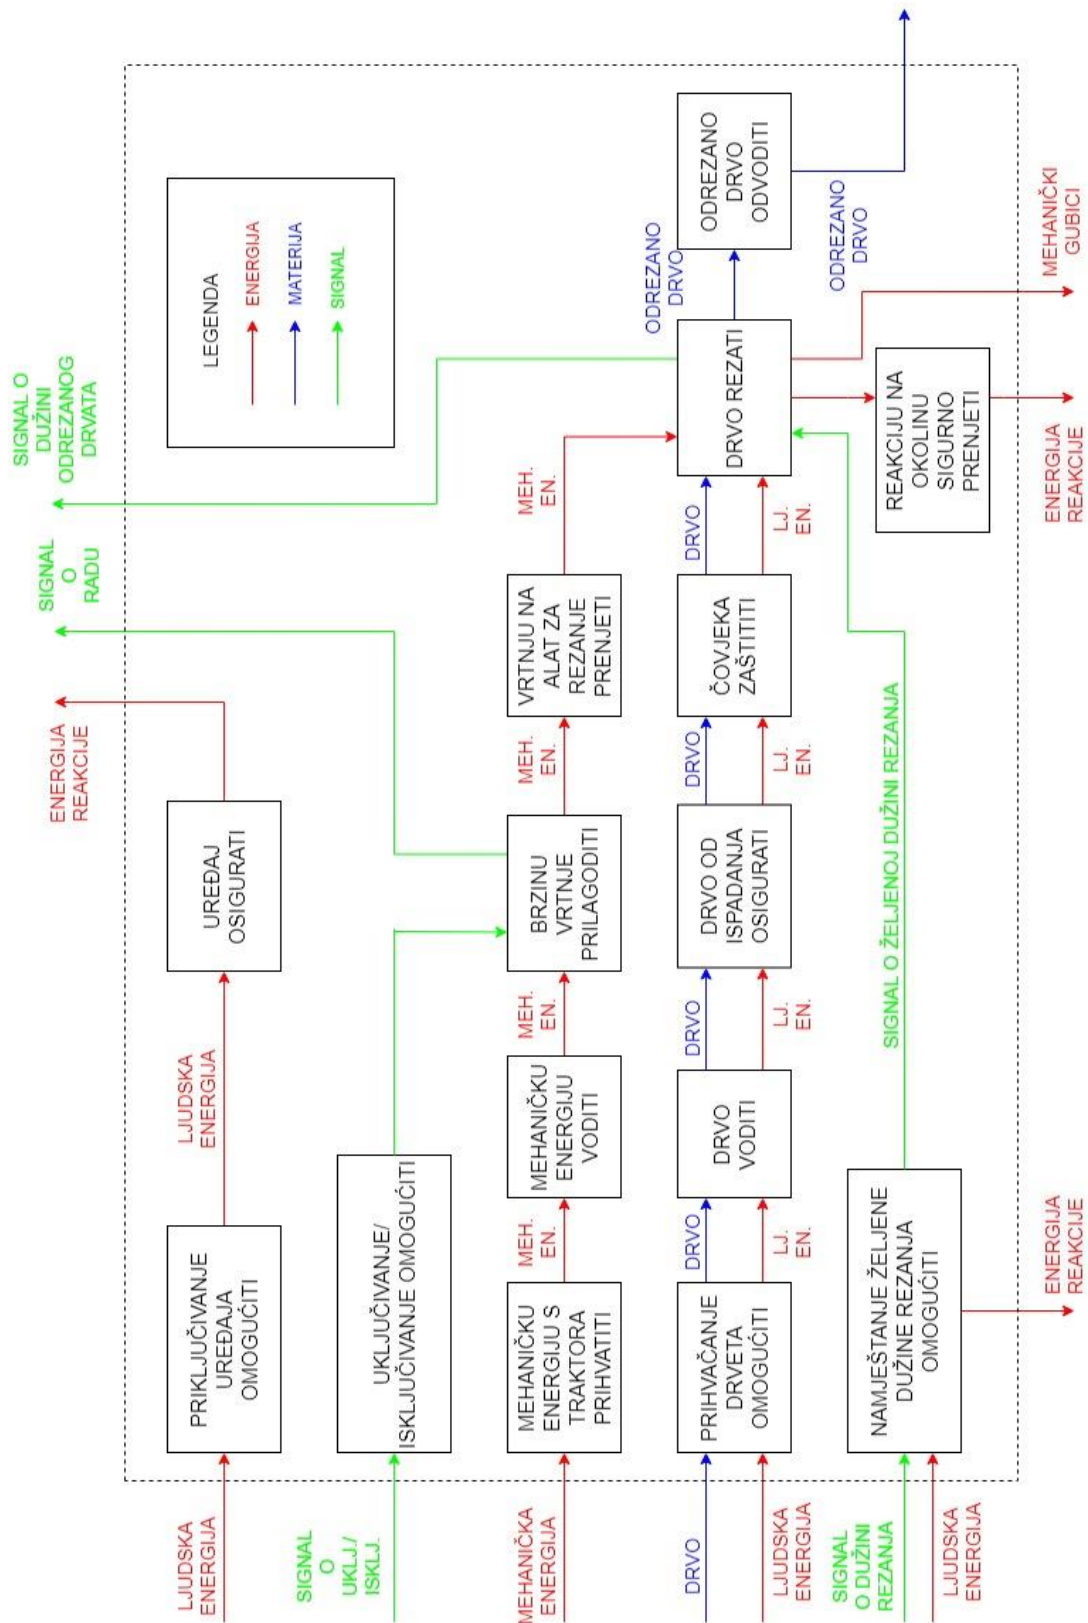 LJUDSKA
ENERGIJA
PRIKLJUČIVANJE
UREĐAJA
OMOGUĆITI
LJUDSKA
ENERGIJA
UREĐAJ
OSIGURATI
ENERGIJA
REAKCIJE
SIGNAL
O
RADU
SIGNAL O
DUŽINI
ODREZANOG
DRVATA
LEGENDA
ENERGIJA
MATERIJA
SIGNAL
SIGNAL
O
UKLJ./
ISKLJ.
UKLJUČIVANJE/
ISKLJUČIVANJE OMOGUĆITI
MEHANIČKA
ENERGIJA
MEHANIČKU
ENERGIJU S
TRAKTORA
PRIHVATITI
MEH.
EN.
MEHANIČKU
ENERGIJU
VODITI
MEH.
EN.
BRZINU
VRTNJE
PRILAGODITI
MEH.
EN.
VRTNJU NA
ALAT ZA
REZANJE
PRENJETI
MEH.
EN.
DRVO
LJUDSKA
ENERGIJA
PRIHVAČANJE
DRVETA
OMOGUĆITI
DRVO
LJ.
EN.
DRVO
VODITI
DRVO
LJ.
EN.
DRVO OD
ISPADANJA
OSIGURATI
DRVO
LJ.
EN.
ČOVJEKA
ZAŠTITITI
DRVO
LJ.
EN.
DRVO REZATI
ODREZANO
DRVO
ODREZANO
DRVO
ODVODITI
ODREZANO
DRVO
SIGNAL
O DUŽINI
REZANJA
LJUDSKA
ENERGIJA
NAMJEŠTANJE ŽELJENE
DUŽINE REZANJA
OMOGUĆITI
SIGNAL O ŽELJENOJ DUŽINI REZANJA
REAKCIJU NA
OKOLINU
SIGURNO
PRENJETI
ENERGIJA
REAKCIJE
ENERGIJA
REAKCIJE
MEHANIČKI
GUBICI